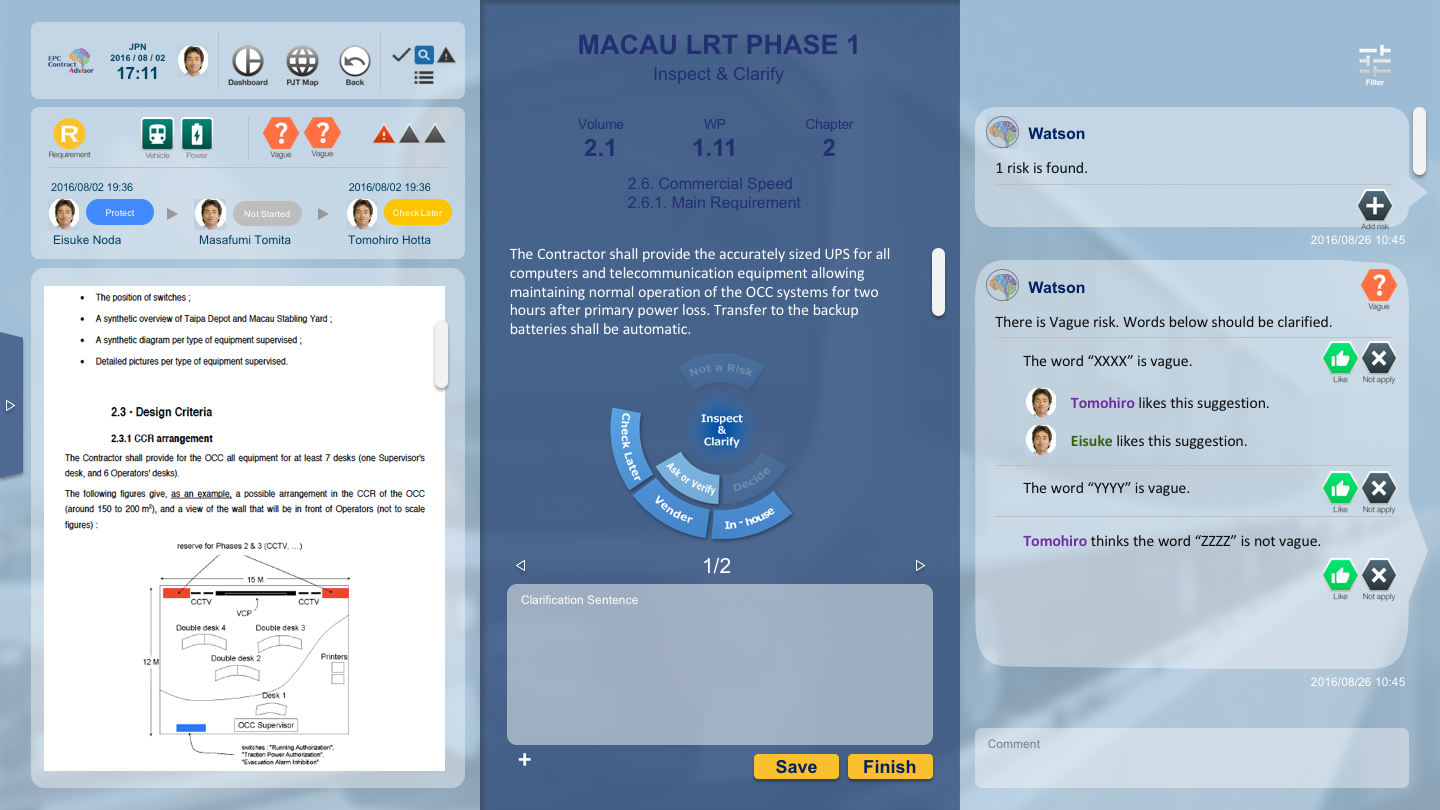 EPC
Contract
Advisor
JPN
2016 / 08 / 02
17:11
Dashboard
PJT Map
Back
R
Requirement
Vehicle
Power
?
Vague
?
Vague
2016/08/02 19:36
2016/08/02 19:36
Protect
Not Started
Check Later
Eisuke Noda
Masafumi Tomita
Tomohiro Hotta
• The position of switches ;
• A synthetic overview of Taipa Depot and Macau Stabling Yard ;
• A synthetic diagram per type of equipment supervised ;
• Detailed pictures per type of equipment supervised.
2.3 · Design Criteria
2.3.1 CCR arrangement
The Contractor shall provide for the OCC all equipment for at least 7 desks (one Supervisor's
desk, and 6 Operators' desks).
The following figures give, as an example, a possible arrangement in the CCR of the OCC
(around 150 to 200 m²), and a view of the wall that will be in front of Operators (not to scale
figures) :
reserve for Phases 2 & 3 (CCTV, ...)
15 M
CCTV
CCTV
VCP
Double desk 4
Double desk 3
Double desk 2
Printers
12 M
Desk 1
OCC Supervisor
switches : "Running Authorization",
"Traction Power Authorization",
"Evacuation Alarm Inhibition"
MACAU LRT PHASE 1
Inspect & Clarify
Volume
WP
Chapter
2.1
1.11
2
2.6. Commercial Speed
2.6.1. Main Requirement
The Contractor shall provide the accurately sized UPS for all
computers and telecommunication equipment allowing
maintaining normal operation of the OCC systems for two
hours after primary power loss. Transfer to the backup
batteries shall be automatic.
Not a Risk
Inspect
&
Clarify
Check Later
Ask or Verify
Decide
Vender
In-house
1/2
Clarification Sentence
+
Save
Finish
Filter
Watson
1 risk is found.
Add risk
2016/08/26 10:45
Watson
?
Vague
There is Vague risk. Words below should be clarified.
The word “XXXX” is vague.
Like
Not apply
Tomohiro likes this suggestion.
Eisuke likes this suggestion.
The word “YYYY” is vague.
Like
Not apply
Tomohiro thinks the word “ZZZZ” is not vague.
Like
Not apply
2016/08/26 10:45
Comment